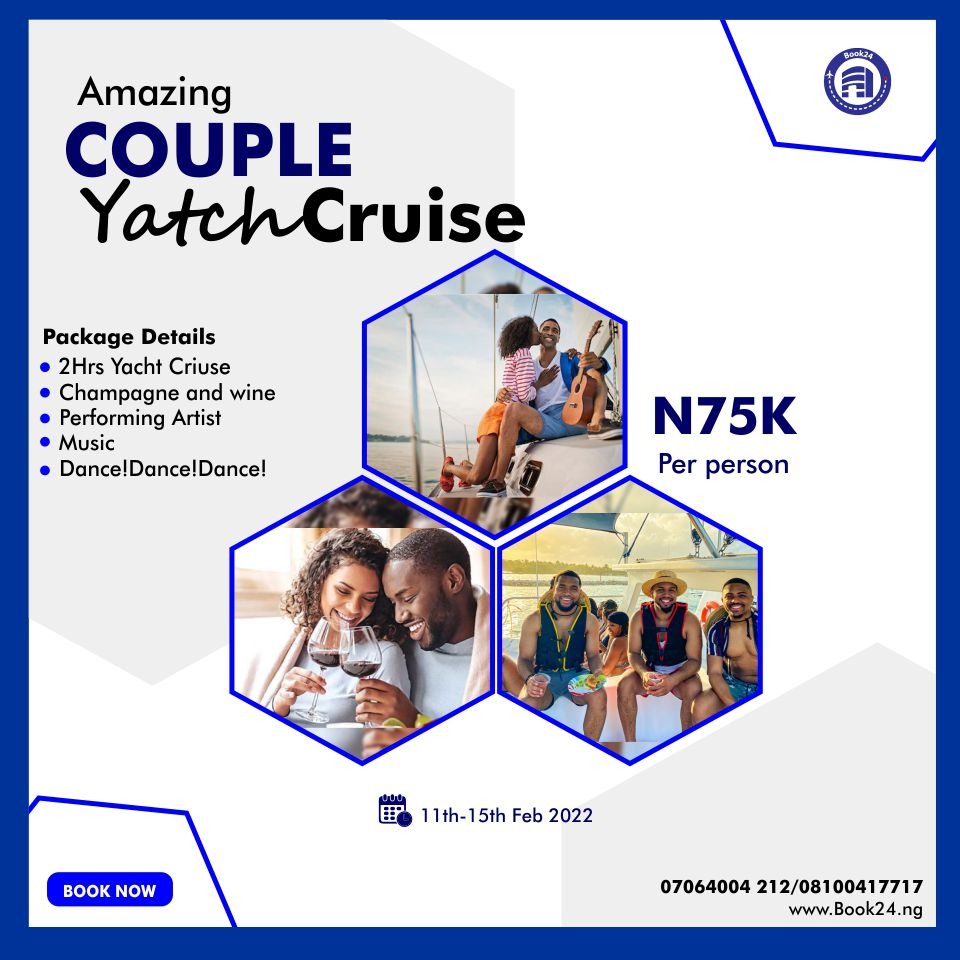 Book24
Amazing
COUPLE
YatchCruise
Package Details
2Hrs Yacht Criuse
Champagne and wine
Performing Artist
Music
Dance!Dance!Dance!
N75K
Per person
11th-15th Feb 2022
BOOK NOW
07064004 212/08100417717
www.Book24.ng